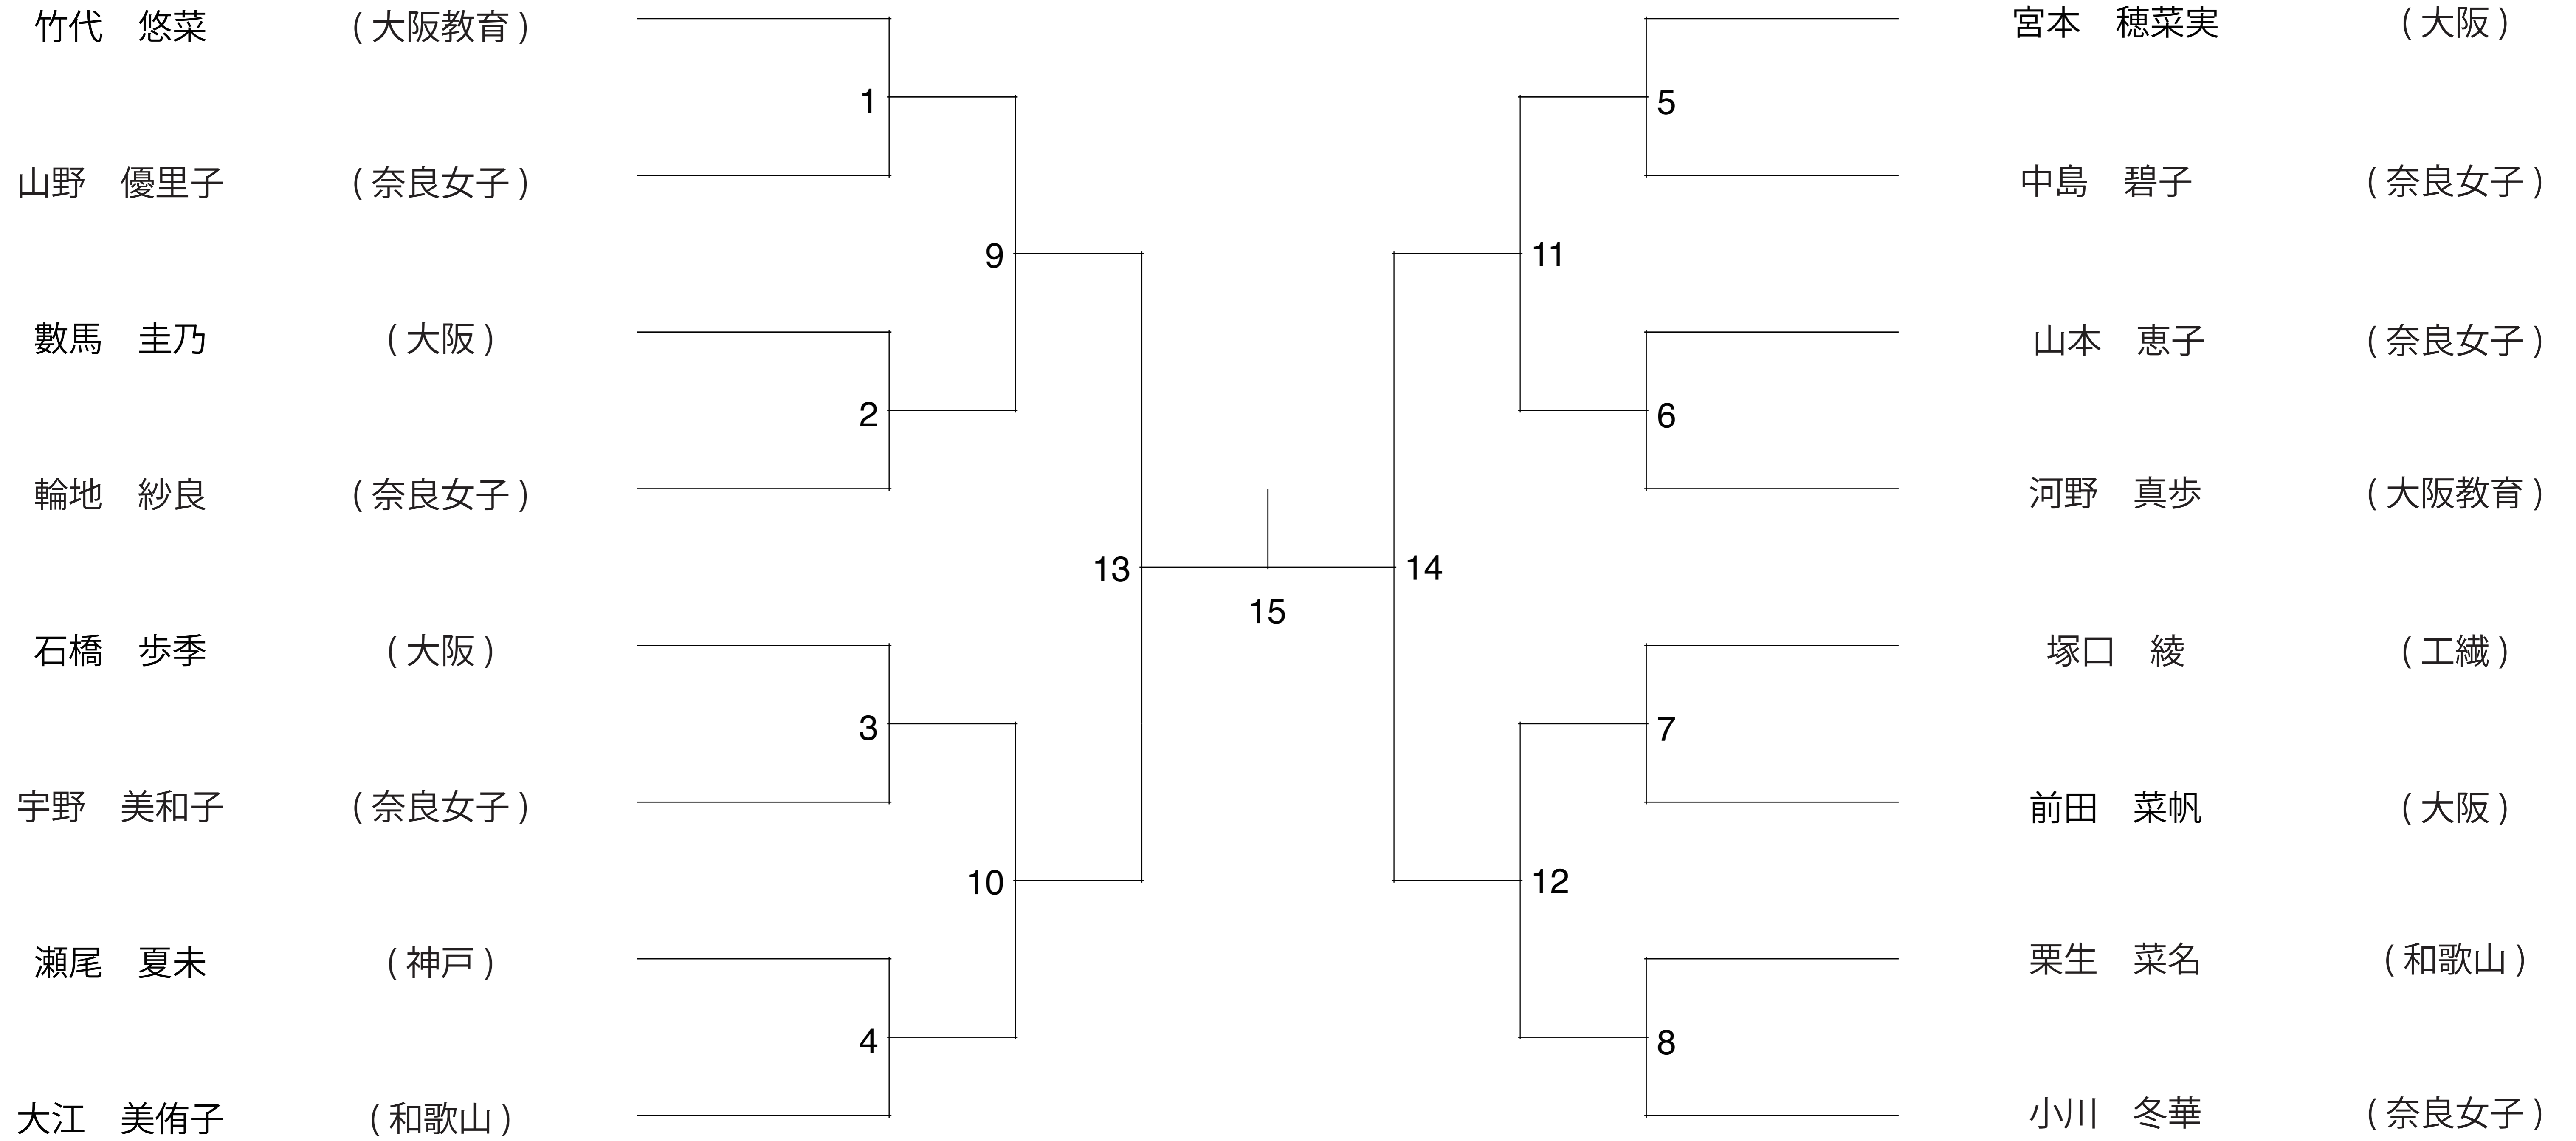 竹代　悠菜 (大阪教育)
1
山野　優里子 (奈良女子)
9
數馬　圭乃 (大阪)
2
輪地　紗良 (奈良女子)
13
石橋　歩季 (大阪)
3
宇野　美和子 (奈良女子)
10
瀬尾　夏未 (神戸)
4
大江　美侑子 (和歌山)
15
宮本　穂菜実 (大阪)
5
中島　碧子 (奈良女子)
11
山本　恵子 (奈良女子)
6
河野　真歩 (大阪教育)
14
塚口　綾 (工繊)
7
前田　菜帆 (大阪)
12
栗生　菜名 (和歌山)
8
小川　冬華 (奈良女子)